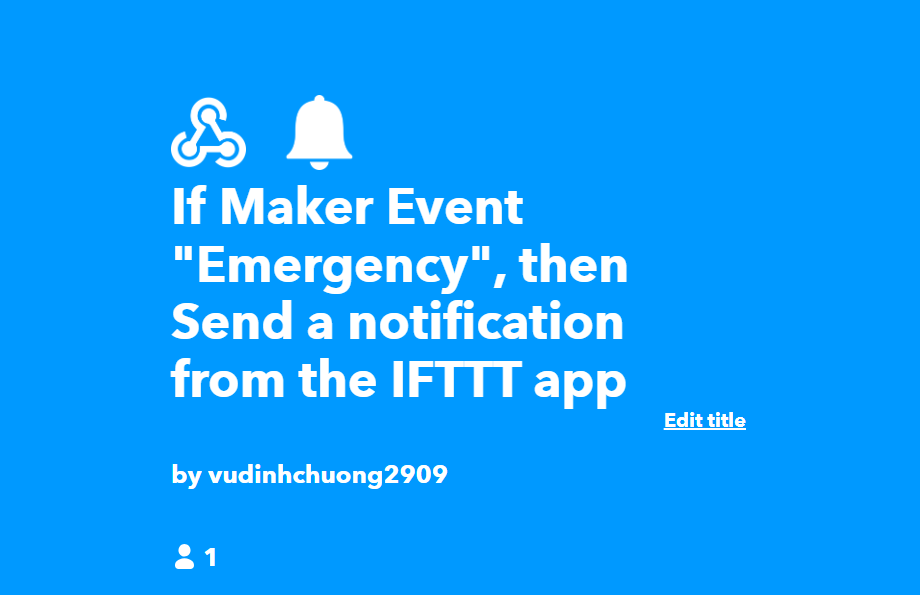 If Maker Event
"Emergency", then
Send a notification
from the IFTTT app
Edit title
by vudinhchuong2909
1